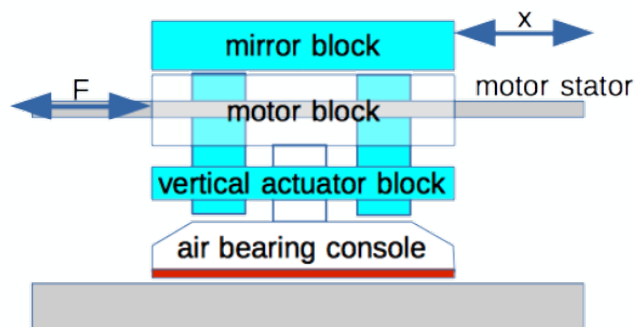 mirror block
x
F
motor block
motor stator
vertical actuator block
air bearing console